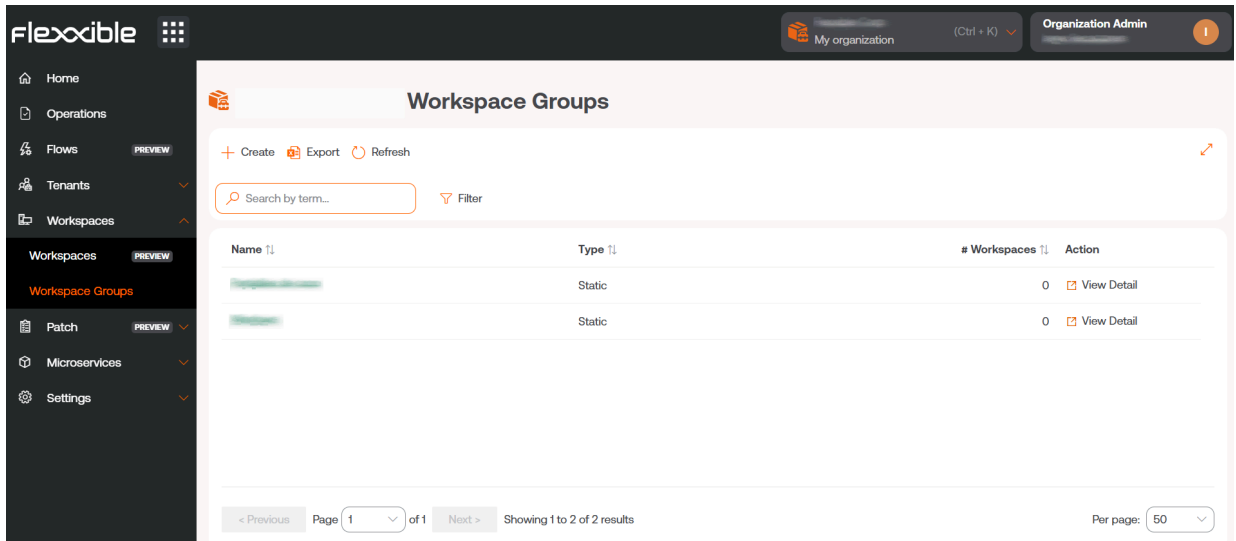 Flexxible
My organization
(Ctrl + K)
Organization Admin
I
Home
Operations
Flows PREVIEW
Tenants
Workspaces
Workspaces PREVIEW
Workspace Groups
Patch PREVIEW
Microservices
Settings
Workspace Groups
Create Export Refresh
Search by term...
Filter
Name Type # Workspaces Action
Static 0 View Detail
Static 0 View Detail
< Previous Page 1 of 1 Next > Showing 1 to 2 of 2 results Per page: 50